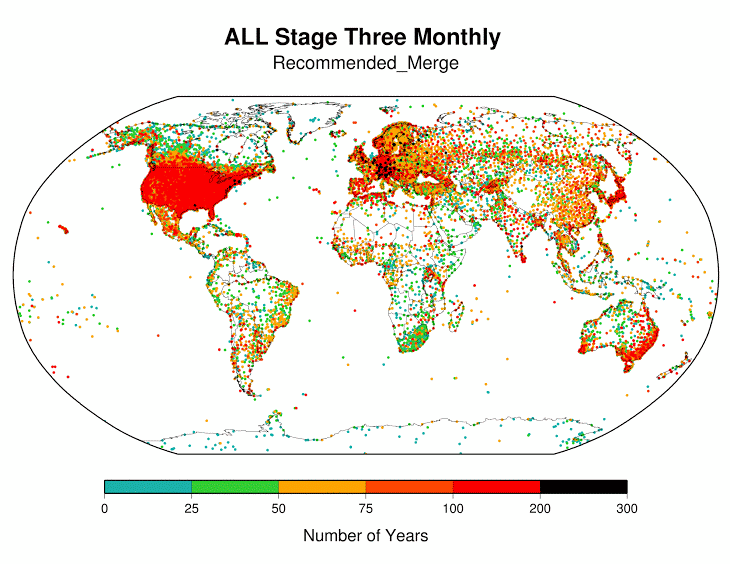 ALL Stage Three Monthly
Recommended_Merge
0 25 50 75 100 200 300
Number of Years